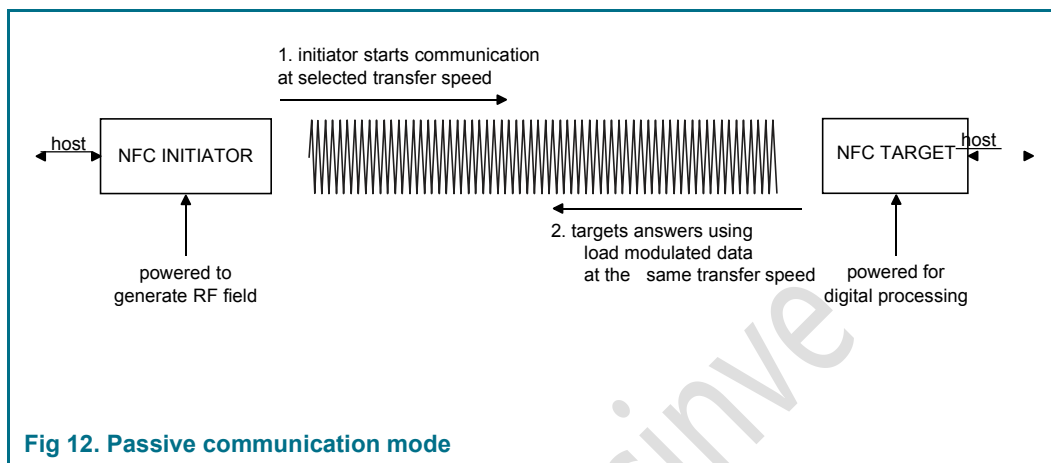 1. initiator starts communication
at selected transfer speed
host
NFC INITIATOR
NFC TARGET
host
2. targets answers using
load modulated data
at the same transfer speed
powered to
generate RF field
powered for
digital processing
sinve
Fig 12. Passive communication mode